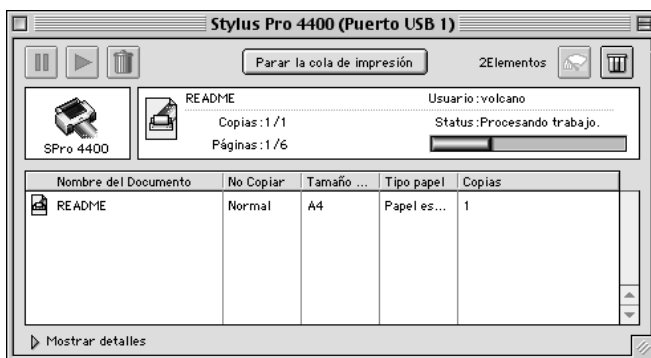 Stylus Pro 4400 (Puerto USB 1)
Parar la cola de impresión
2Elementos
SPro 4400
README
Usuario:volcano
Copias:1/1
Status:Procesando trabajo.
Páginas:1/6
Nombre del Documento No Copiar Tamaño ... Tipo papel Copias
README Normal A4 Papel es... 1
Mostrar detalles